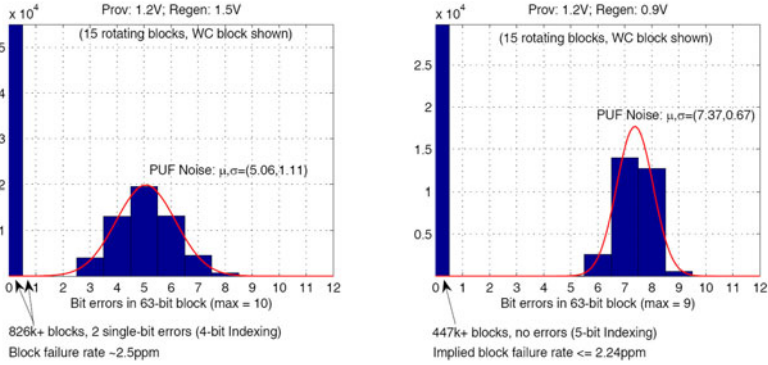 Prov: 1.2V; Regen: 1.5V
x 10⁴
(15 rotating blocks, WC block shown)
5
4
3
2
1
PUF Noise: μ,σ=(5.06,1.11)
0 1 2 3 4 5 6 7 8 9 10 11 12
Bit errors in 63-bit block (max = 10)
826k+ blocks, 2 single-bit errors (4-bit Indexing)
Block failure rate ~2.5ppm
Prov: 1.2V; Regen: 0.9V
x 10⁴
(15 rotating blocks, WC block shown)
2.5
2
1.5
1
0.5
PUF Noise: μ,σ=(7.37,0.67)
0 1 2 3 4 5 6 7 8 9 10 11 12
Bit errors in 63-bit block (max = 9)
447k+ blocks, no errors (5-bit Indexing)
Implied block failure rate <= 2.24ppm